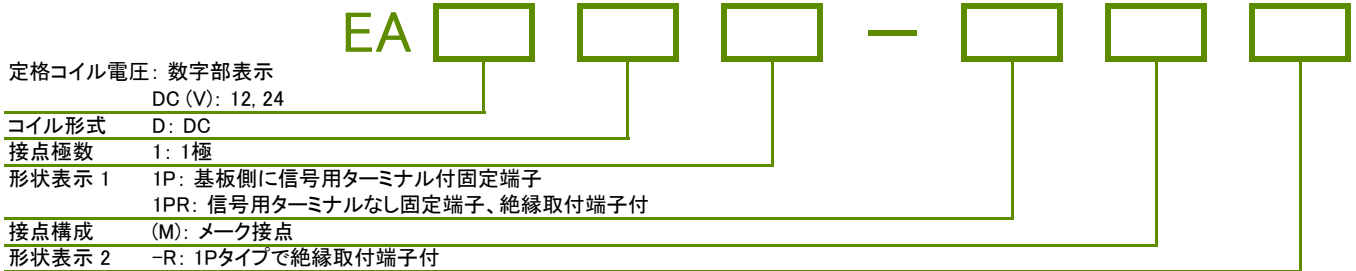 EA －
定格コイル電圧: 数字部表示
DC (V): 12, 24
コイル形式 D: DC
接点極数 1: 1極
形状表示 1 1P: 基板側に信号用ターミナル付固定端子
1PR: 信号用ターミナルなし固定端子、絶縁取付端子付
接点構成 (M): メーク接点
形状表示 2 -R: 1Pタイプで絶縁取付端子付